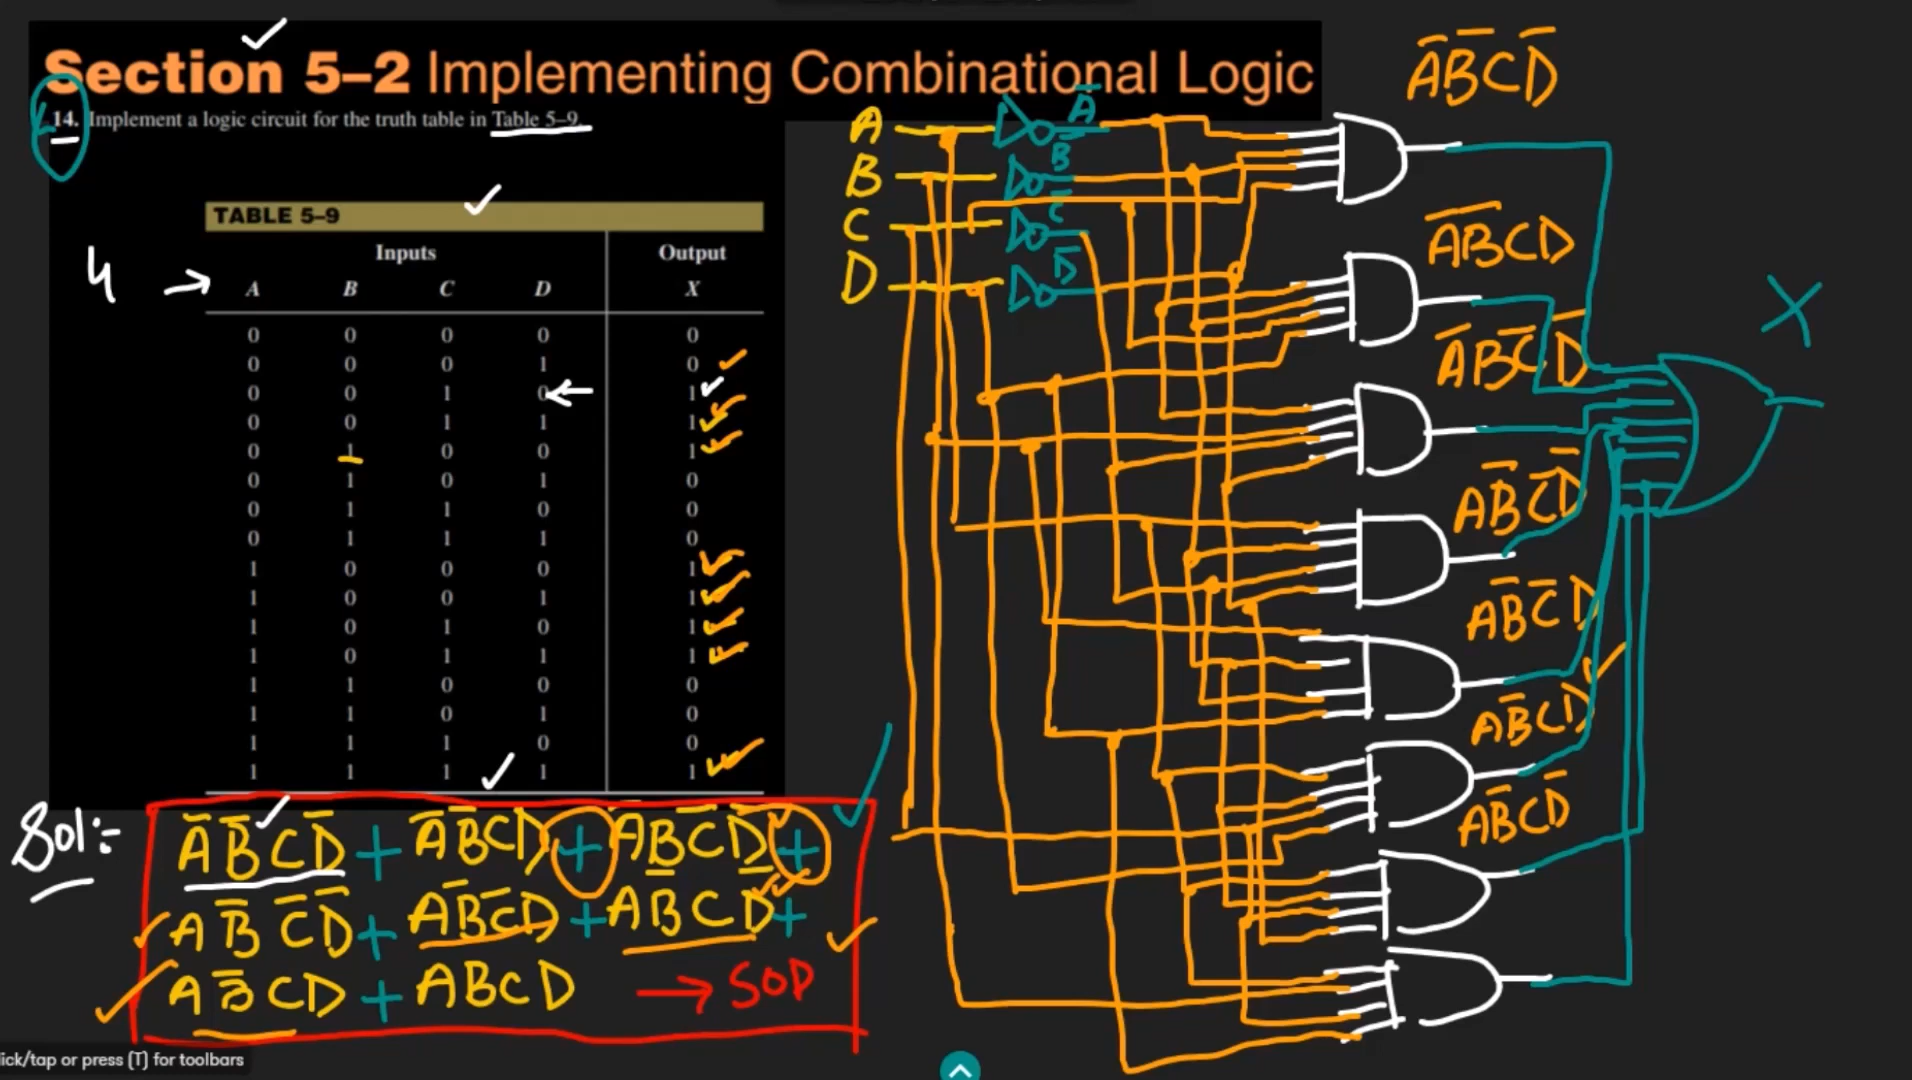 Section 5–2 Implementing Combinational Logic
14. Implement a logic circuit for the truth table in Table 5–9.
TABLE 5–9
Inputs Output
4 → A B C D X
0 0 0 0 0
0 0 0 1 0
0 0 1 0 1
0 0 1 1 1
0 1 0 0 1
0 1 0 1 0
0 1 1 0 0
0 1 1 1 0
1 0 0 0 1
1 0 0 1 1
1 0 1 0 1
1 0 1 1 1
1 1 0 0 0
1 1 0 1 0
1 1 1 0 0
1 1 1 1 1
Sol:-
A̅ B̅ C D̅ + A̅ B̅ C D + A̅ B C̅ D̅ +
A B̅ C̅ D̅ + A B̅ C̅ D + A B C D +
A B̅ C D + A B C D → SOP
A
B
C
D
A̅
B̅
C̅
D̅
A̅ B̅ C D̅
A̅ B̅ C D
A̅ B C̅ D̅
A B̅ C̅ D̅
A B̅ C̅ D
A B̅ C D
A B̅ C D̅
X
lick/tap or press (T) for toolbars